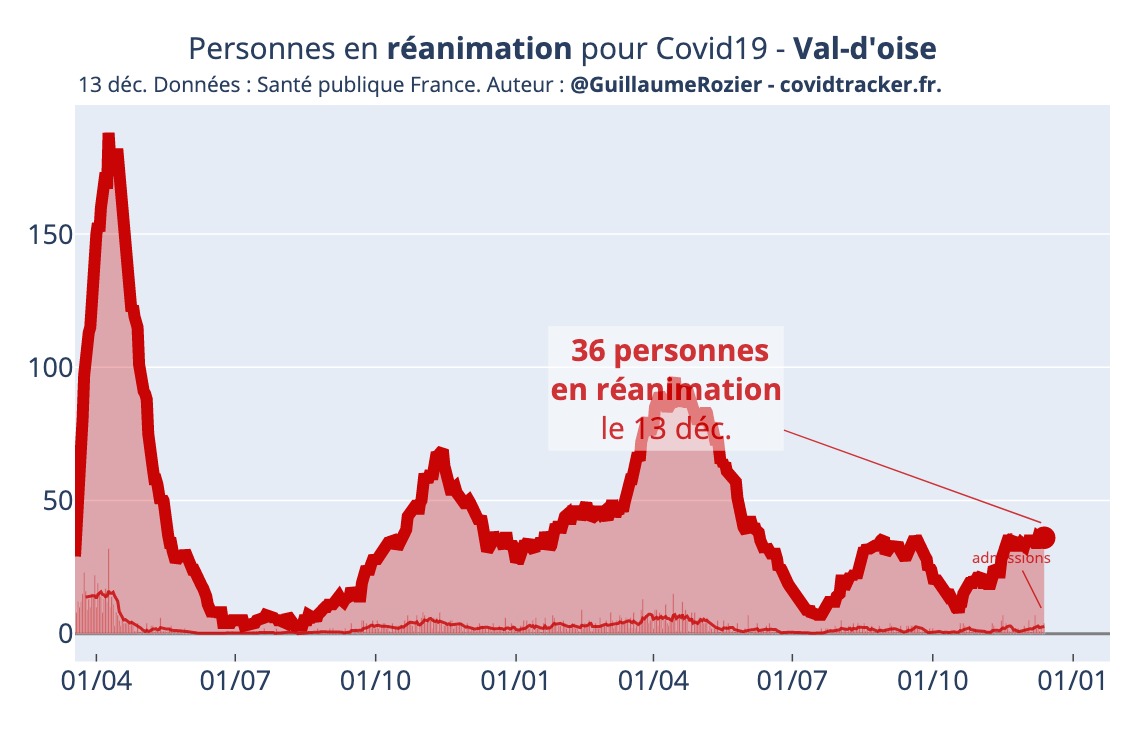 Personnes en réanimation pour Covid19 - Val-d'oise
13 déc. Données : Santé publique France. Auteur : @GuillaumeRozier - covidtracker.fr.
150
100
50
0
36 personnes
en réanimation
le 13 déc.
admissions
01/04 01/07 01/10 01/01 01/04 01/07 01/10 01/01